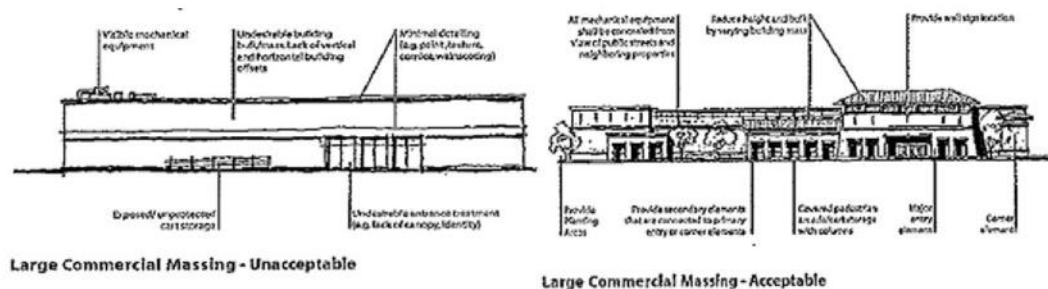 Visible mechanical
equipment
Undesirable building
bulk/mass. Lack of vertical
and horizontal building
offsets
Minimal detailing
(e.g. paint, texture,
cornice, wainscoting)
Exposed/unprotected
cart storage
Undesirable entrance treatment
(e.g. lack of canopy, identity)
Large Commercial Massing - Unacceptable
All mechanical equipment
shall be concealed from
view of public streets and
neighboring properties
Reduce height and bulk
by varying building mass
Provide wall sign location
Provide
Planting
Areas
Provide secondary elements
that are connected to primary
entry or corner elements
Covered pedestrian
arcade/cart storage
with columns
Major
entry
element
Corner
element
Large Commercial Massing - Acceptable